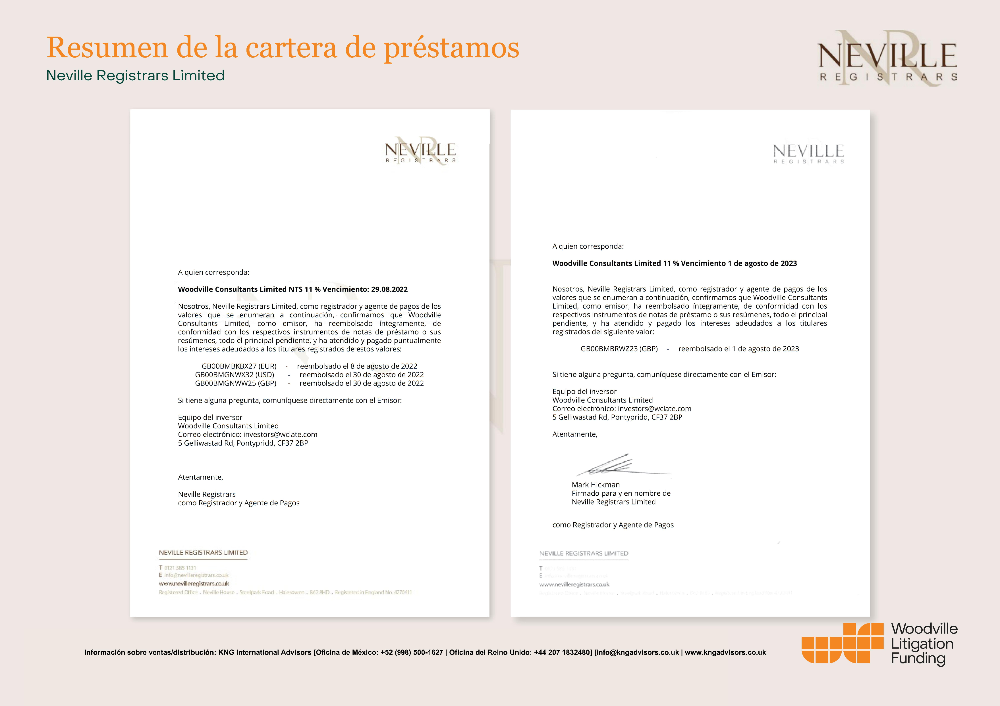 Resumen de la cartera de préstamos
Neville Registrars Limited
NEVILLE
REGISTRARS
NEVILLE
REGISTRARS
A quien corresponda:
Woodville Consultants Limited NTS 11 % Vencimiento: 29.08.2022
Nosotros, Neville Registrars Limited, como registrador y agente de pagos de los
valores que se enumeran a continuación, confirmamos que Woodville
Consultants Limited, como emisor, ha reembolsado íntegramente, de
conformidad con los respectivos instrumentos de notas de préstamo o sus
resúmenes, todo el principal pendiente, y ha atendido y pagado puntualmente
los intereses adeudados a los titulares registrados de estos valores:
GB00BMBKBX27 (EUR) - reembolsado el 8 de agosto de 2022
GB00BMGNWX32 (USD) - reembolsado el 30 de agosto de 2022
GB00BMGNWW25 (GBP) - reembolsado el 30 de agosto de 2022
Si tiene alguna pregunta, comuníquese directamente con el Emisor:
Equipo del inversor
Woodville Consultants Limited
Correo electrónico: investors@wclate.com
5 Gelliwastad Rd, Pontypridd, CF37 2BP
Atentamente,
Neville Registrars
como Registrador y Agente de Pagos
NEVILLE REGISTRARS LIMITED
T 0121 585 1131
E info@nevilleregistrars.co.uk
www.nevilleregistrars.co.uk
Registered Office . Neville House . Steelpark Road . Halesowen . B62 8HD . Registered in England No. 4770411
NEVILLE
REGISTRARS
A quien corresponda:
Woodville Consultants Limited 11 % Vencimiento 1 de agosto de 2023
Nosotros, Neville Registrars Limited, como registrador y agente de pagos de los
valores que se enumeran a continuación, confirmamos que Woodville Consultants
Limited, como emisor, ha reembolsado íntegramente, de conformidad con los
respectivos instrumentos de notas de préstamo o sus resúmenes, todo el principal
pendiente, y ha atendido y pagado los intereses adeudados a los titulares
registrados del siguiente valor:
GB00BMBRWZ23 (GBP) - reembolsado el 1 de agosto de 2023
Si tiene alguna pregunta, comuníquese directamente con el Emisor:
Equipo del inversor
Woodville Consultants Limited
Correo electrónico: investors@wclate.com
5 Gelliwastad Rd, Pontypridd, CF37 2BP
Atentamente,
Mark Hickman
Firmado para y en nombre de
Neville Registrars Limited
como Registrador y Agente de Pagos
NEVILLE REGISTRARS LIMITED
T
E
www.nevilleregistrars.co.uk
Información sobre ventas/distribución: KNG International Advisors [Oficina de México: +52 (998) 500-1627 | Oficina del Reino Unido: +44 207 1832480] [info@kngadvisors.co.uk | www.kngadvisors.co.uk
Woodville
Litigation
Funding